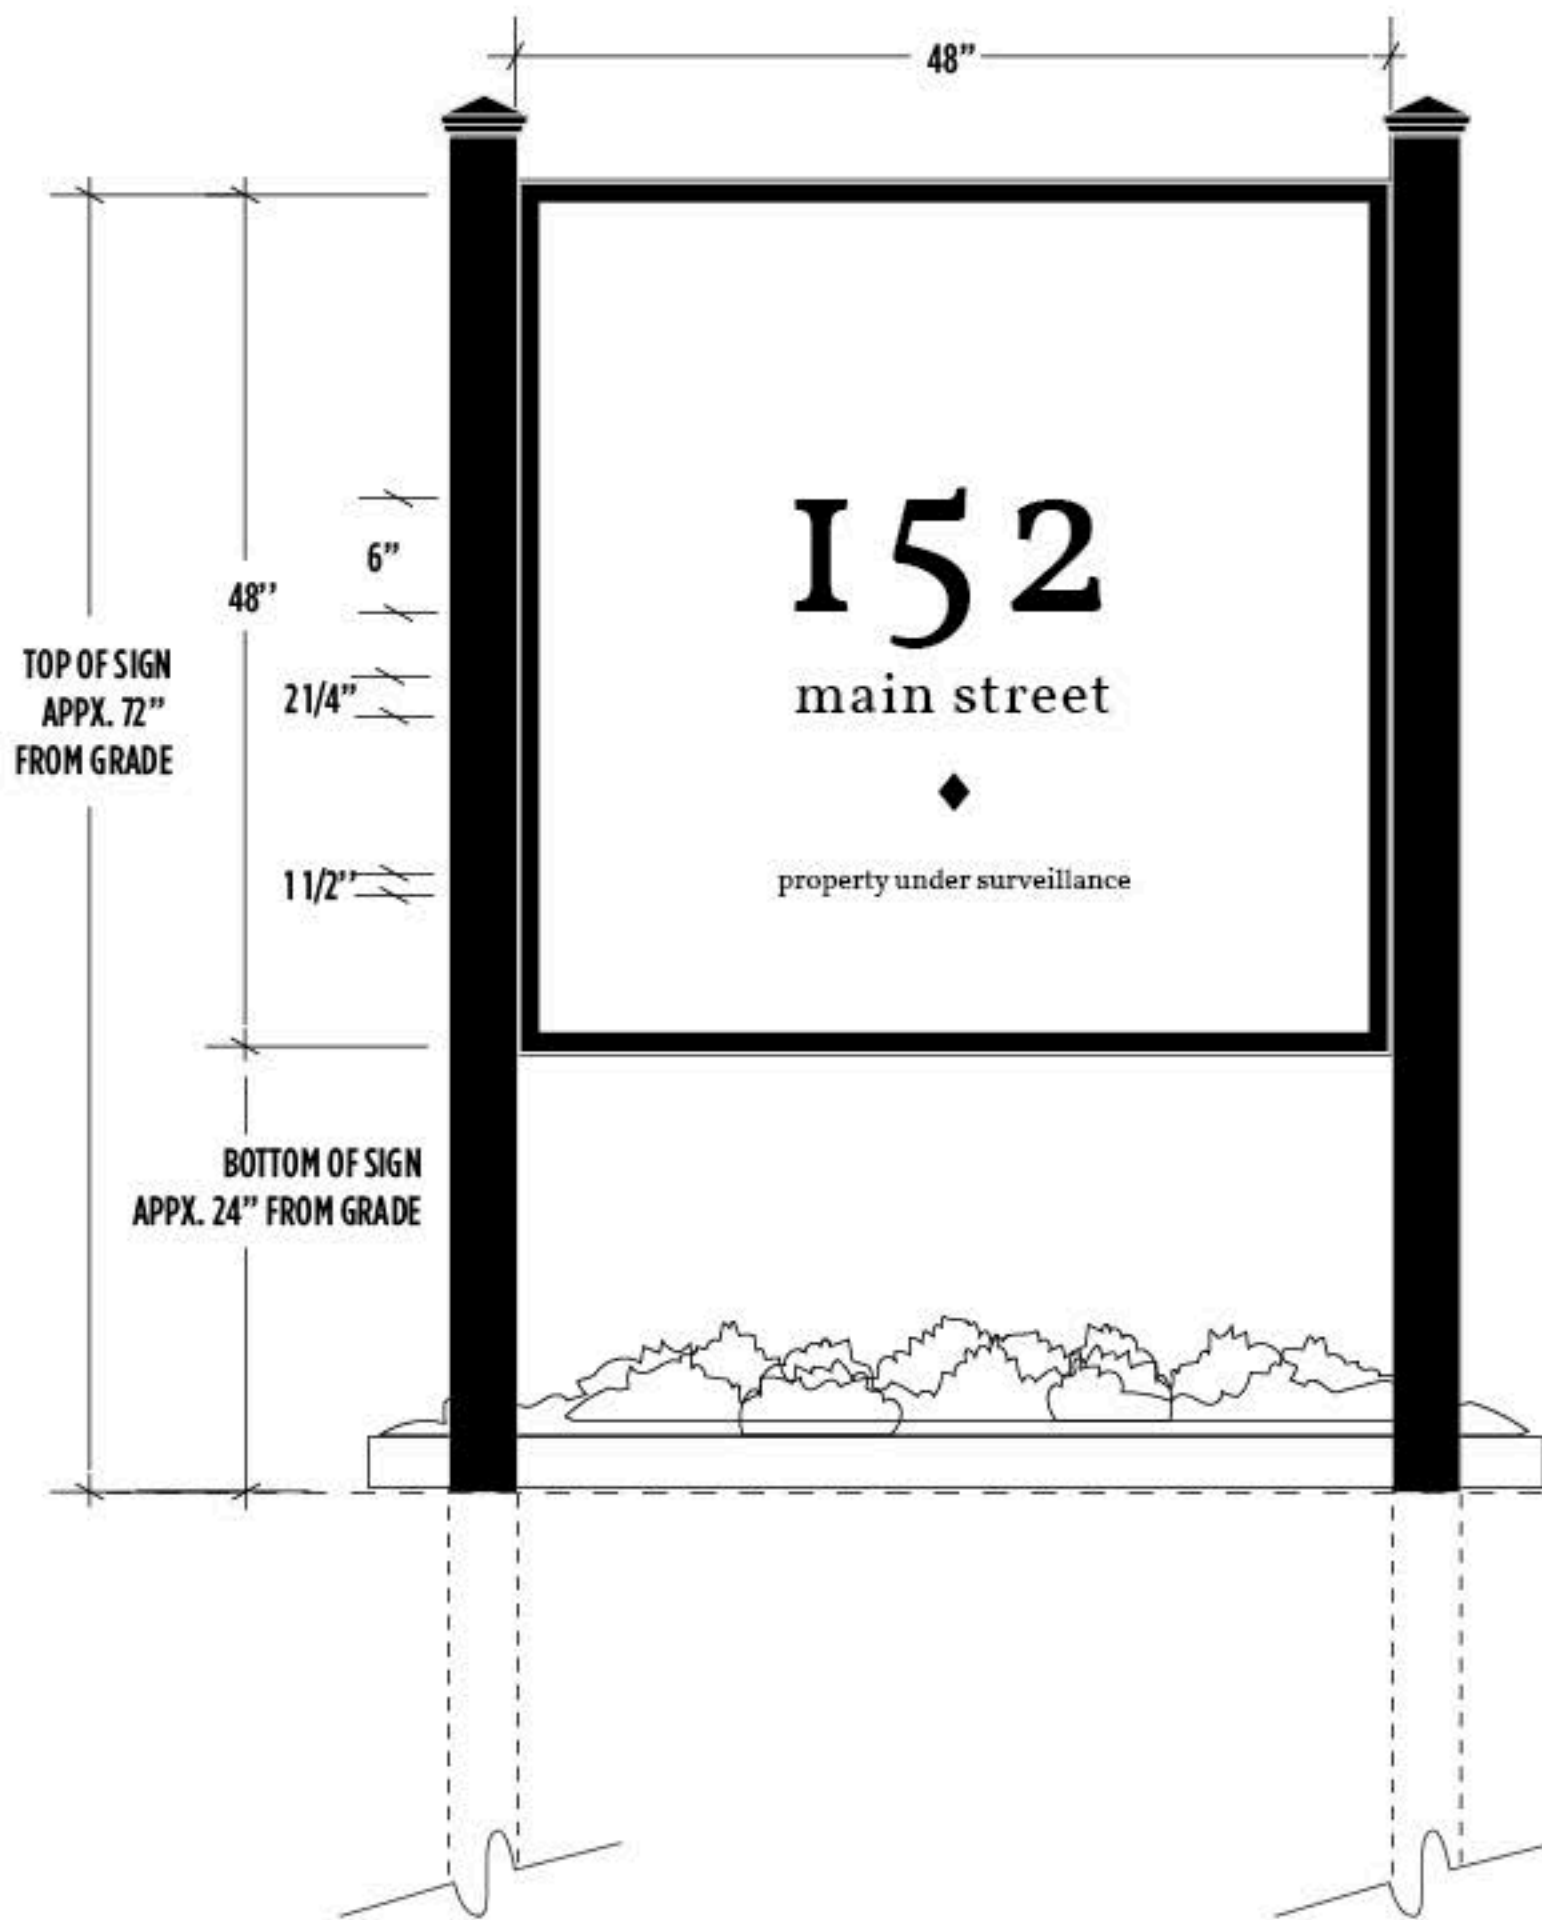 48”
6”
48’’
TOP OF SIGN
APPX. 72”
FROM GRADE
21/4”
11/2’’
152
main street
♦
property under surveillance
BOTTOM OF SIGN
APPX. 24” FROM GRADE